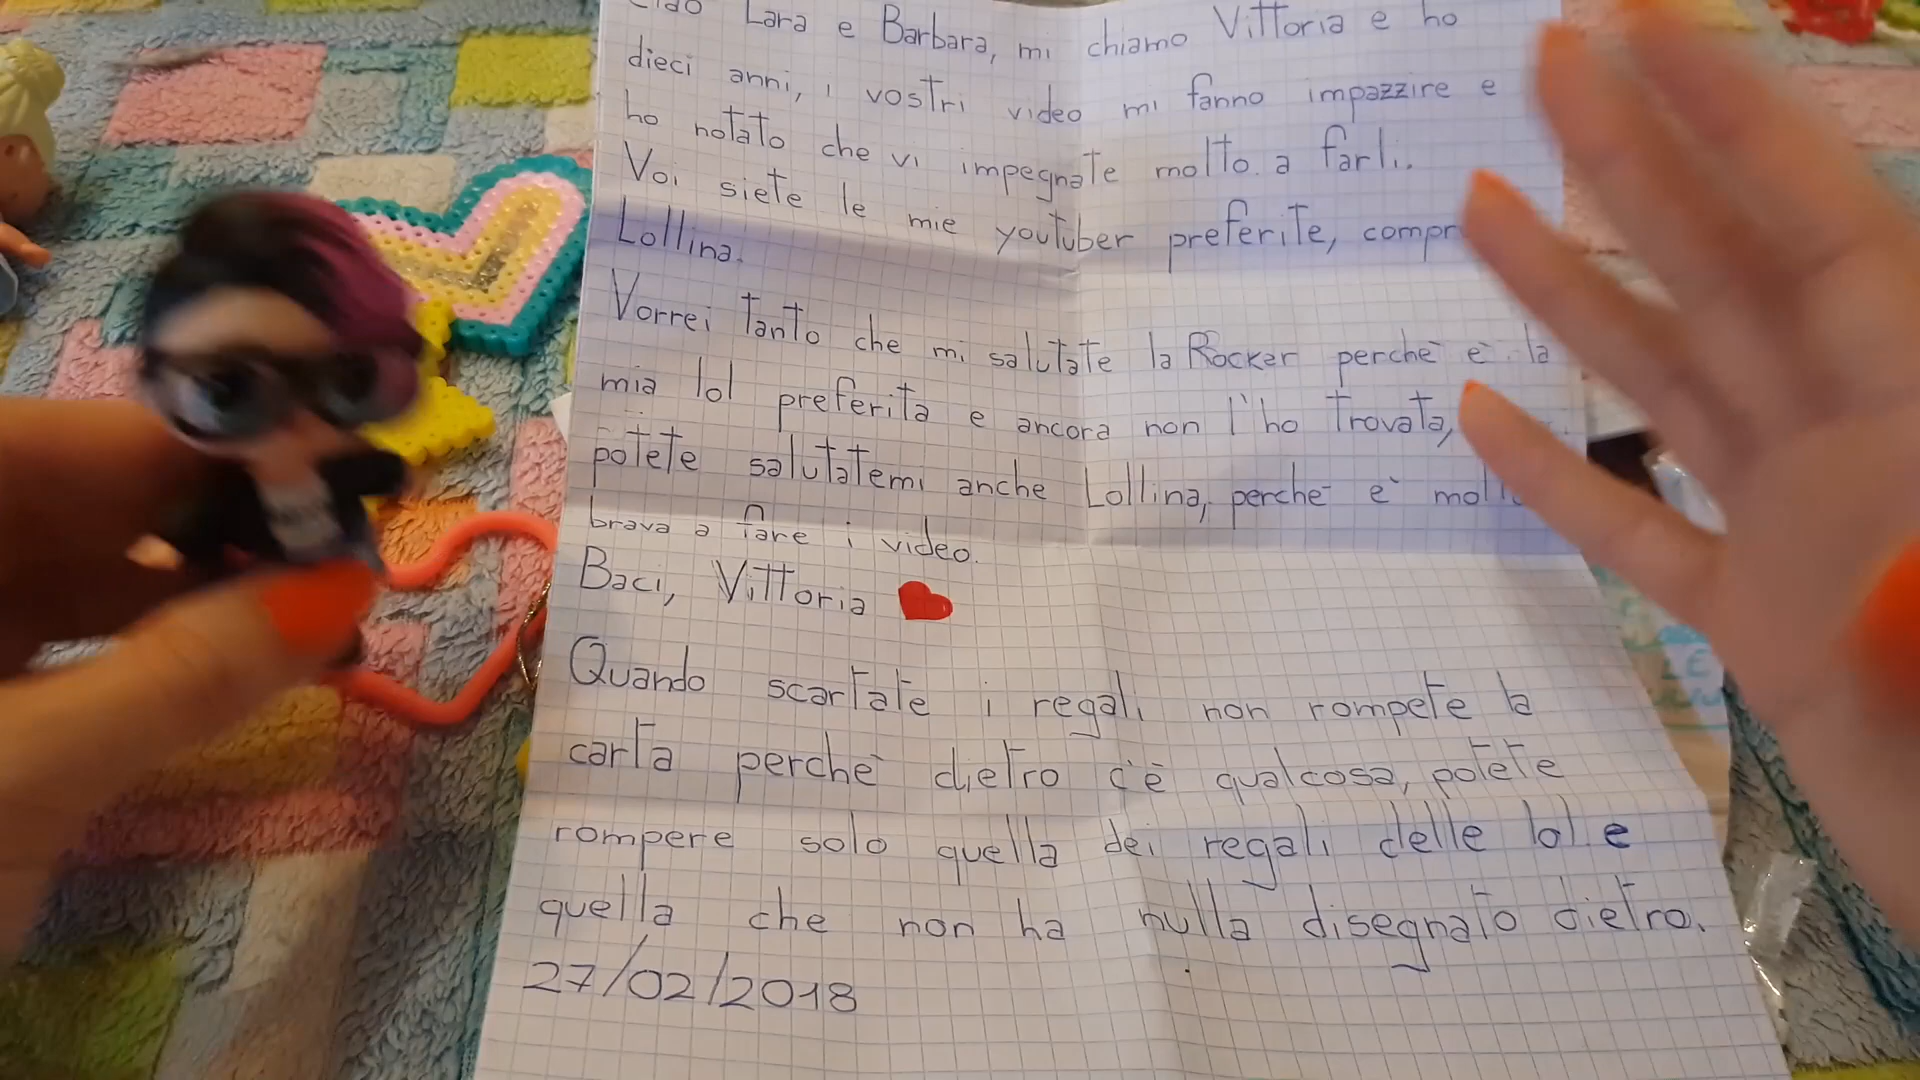 Lara e Barbara, mi chiamo Vittoria e ho
dieci anni, i vostri video mi fanno impazzire e
ho notato che vi impegnate molto a farli.
Voi siete le mie youtuber preferite, compr
Lollina.
Vorrei tanto che mi salutate la Rocker perchè è la
mia lol preferita e ancora non l'ho trovata,
potete salutatemi anche Lollina, perchè è
brava a fare i video.
Baci, Vittoria
Quando scartate i regali non rompete la
carta perchè dietro c'è qualcosa, potete
rompere solo quella dei regali delle lol e
quella che non ha nulla disegnato dietro.
27/02/2018